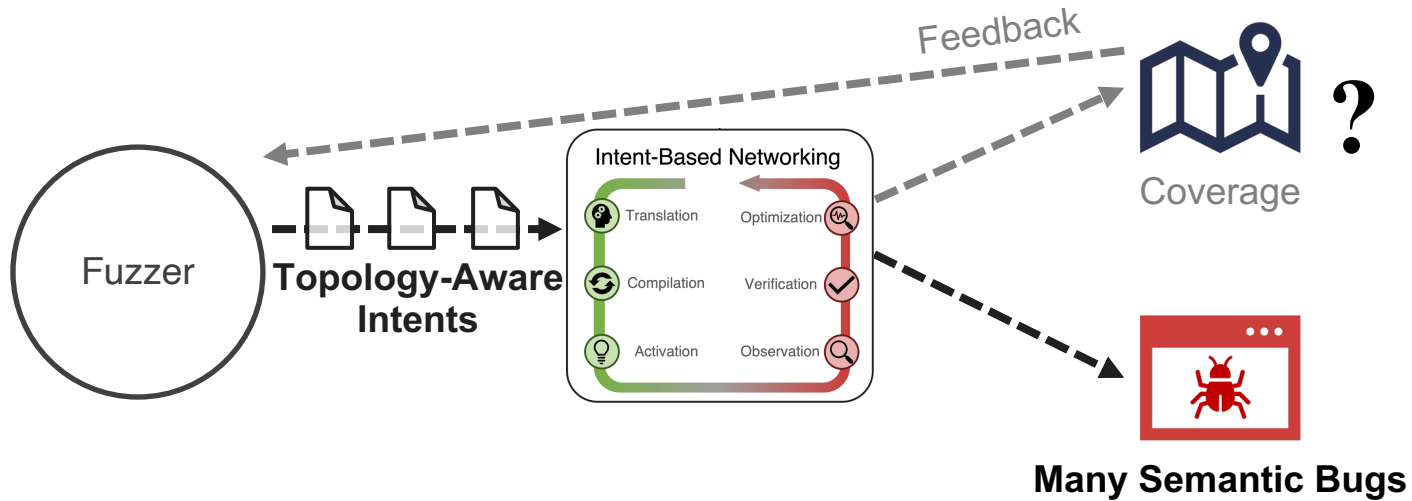 Feedback
?
Coverage
Fuzzer
Topology-Aware
Intents
Intent-Based Networking
Translation
Optimization
Compilation
Verification
Activation
Observation
Many Semantic Bugs